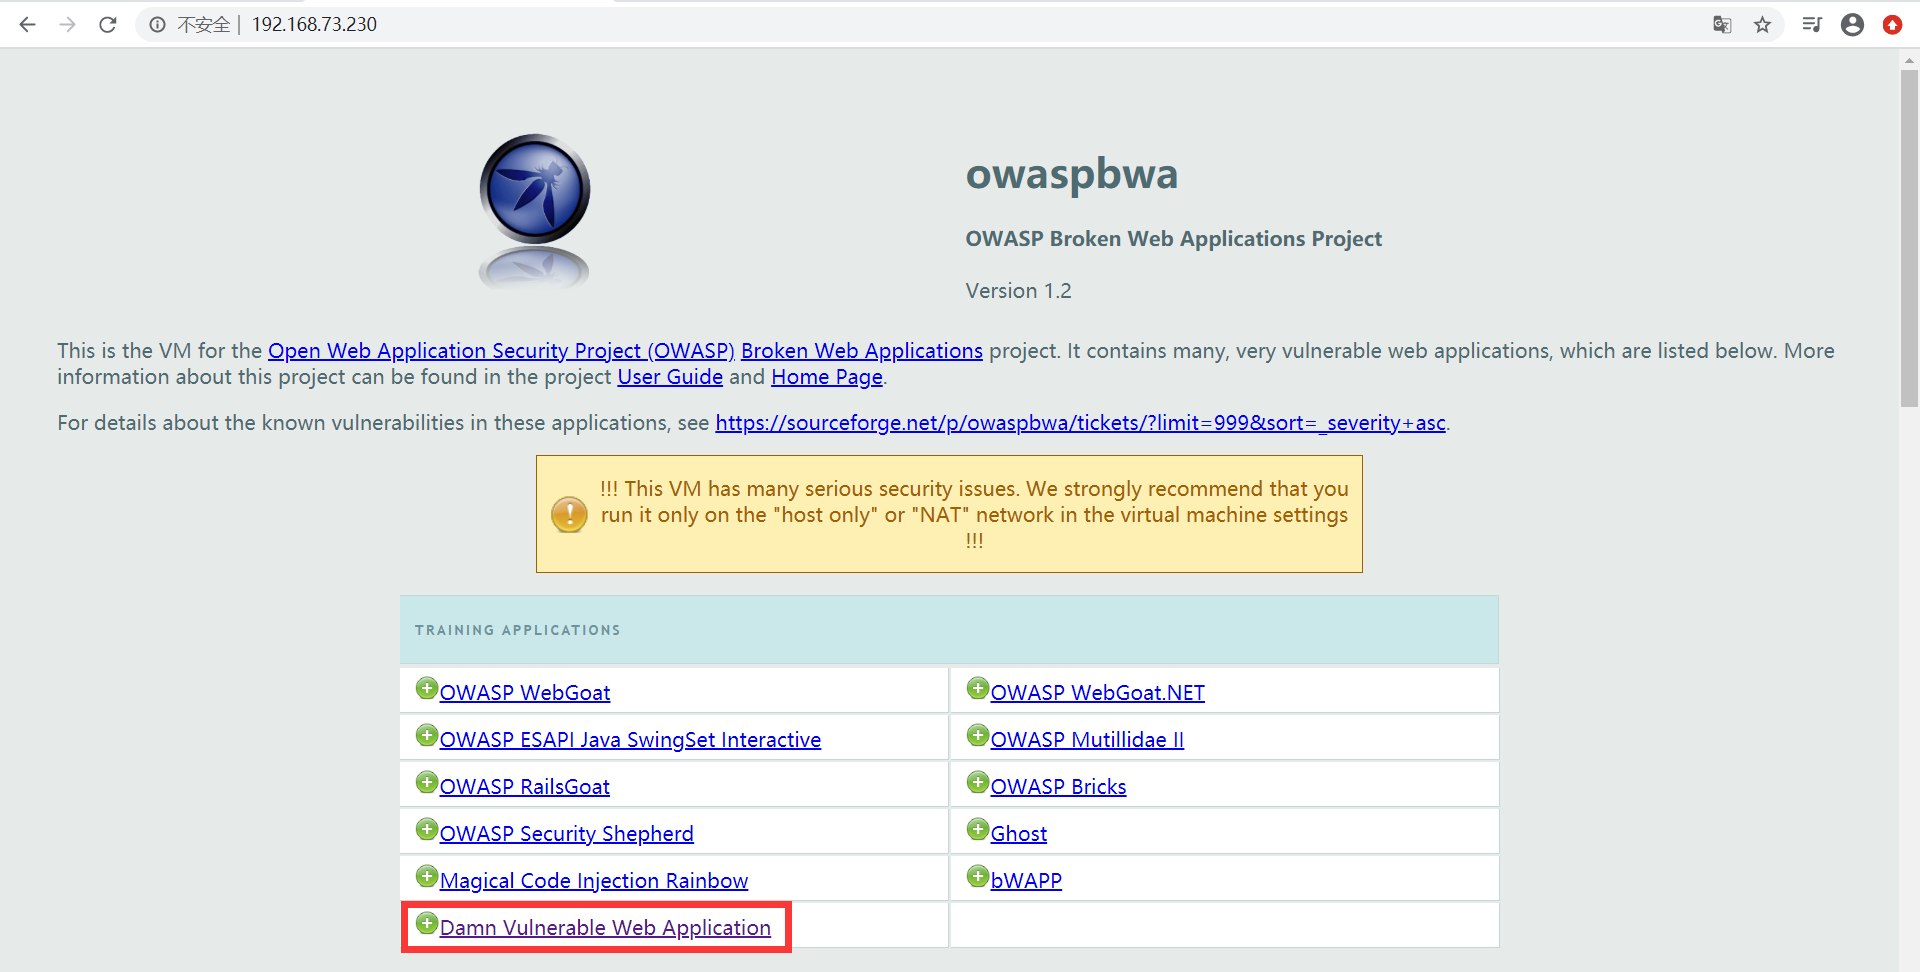 不安全 | 192.168.73.230
owaspbwa
OWASP Broken Web Applications Project
Version 1.2
This is the VM for the Open Web Application Security Project (OWASP) Broken Web Applications project. It contains many, very vulnerable web applications, which are listed below. More
information about this project can be found in the project User Guide and Home Page.
For details about the known vulnerabilities in these applications, see https://sourceforge.net/p/owaspbwa/tickets/?limit=999&sort=_severity+asc.
!!! This VM has many serious security issues. We strongly recommend that you
run it only on the "host only" or "NAT" network in the virtual machine settings
!!!
TRAINING APPLICATIONS
OWASP WebGoat
OWASP WebGoat.NET
OWASP ESAPI Java SwingSet Interactive
OWASP Mutillidae II
OWASP RailsGoat
OWASP Bricks
OWASP Security Shepherd
Ghost
Magical Code Injection Rainbow
bWAPP
Damn Vulnerable Web Application